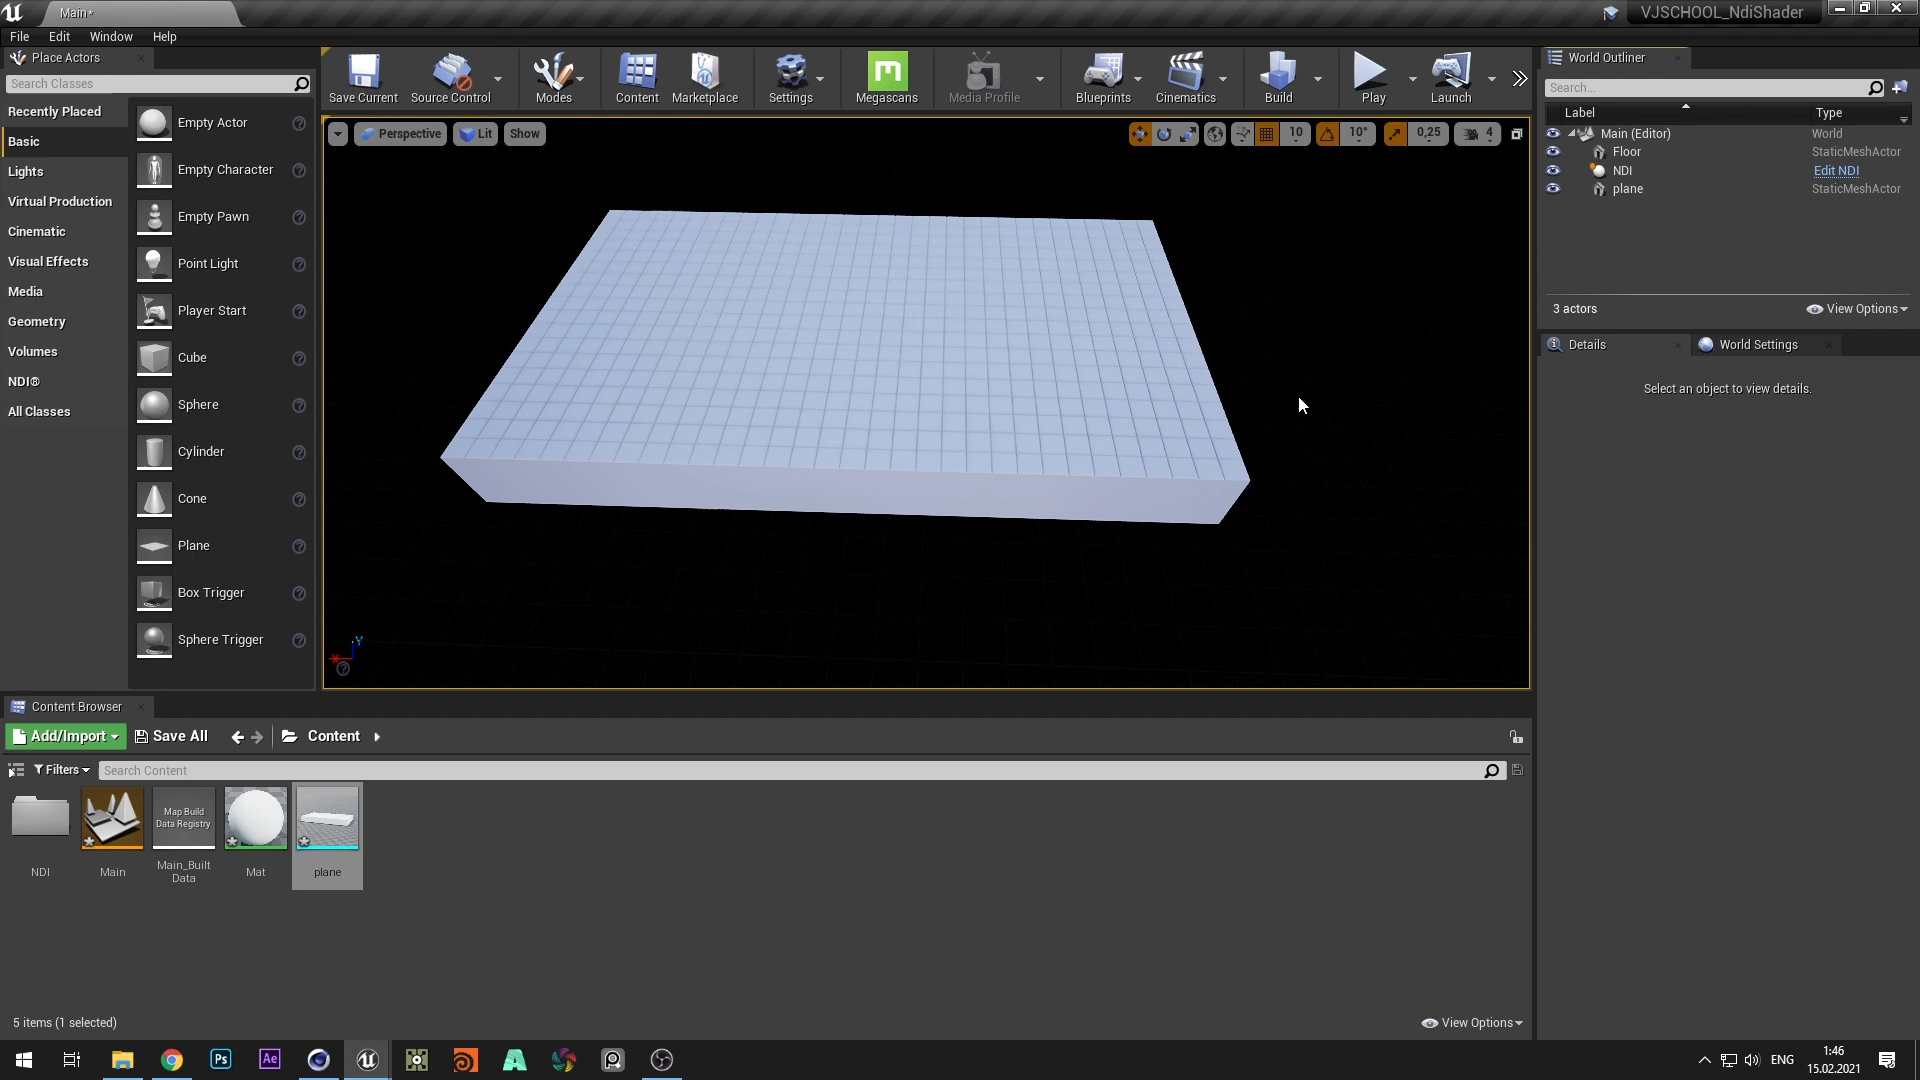 Main*
VJSCHOOL_NdiShader
File Edit Window Help
Place Actors
Search Classes
Recently Placed
Basic
Lights
Virtual Production
Cinematic
Visual Effects
Media
Geometry
Volumes
NDI®
All Classes
Empty Actor
Empty Character
Empty Pawn
Point Light
Player Start
Cube
Sphere
Cylinder
Cone
Plane
Box Trigger
Sphere Trigger
Save Current Source Control Modes Content Marketplace Settings Megascans Media Profile Blueprints Cinematics Build Play Launch
Perspective Lit Show
10 10° 0,25 4
Y
World Outliner
Search...
Label Type
Main (Editor) World
Floor StaticMeshActor
NDI Edit NDI
plane StaticMeshActor
3 actors View Options
Details World Settings
Select an object to view details.
Content Browser
Add/Import Save All Content
Filters Search Content
Map Build
Data Registry
NDI
Main
Main_Built
Data
Mat
plane
5 items (1 selected)
View Options
Ps Ae
ENG
1:46
15.02.2021